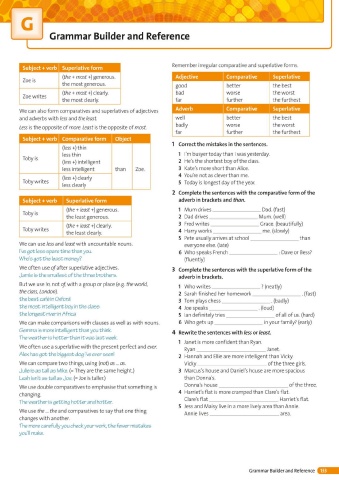 G
Grammar Builder and Reference
Subject + verb Superlative form
Zoe is (the + most +) generous.
the most generous.
Zoe writes (the + most +) clearly.
the most clearly.
We can also form comparatives and superlatives of adjectives
and adverbs with less and the least.
Less is the opposite of more. Least is the opposite of most.
Subject + verb Comparative form Object
Toby is (less +) thin
less thin
(less +) intelligent
less intelligent
than Zoe.
Toby writes (less +) clearly
less clearly
Subject + verb Superlative form
Toby is (the + least +) generous.
the least generous.
Toby writes (the + least +) clearly.
the least clearly.
We can use less and least with uncountable nouns.
I've got less spare time than you.
Who's got the least money?
We often use of after superlative adjectives.
Jamie is the smallest of the three brothers.
But we use in not of with a group or place (e.g. the world,
the class, London).
the best café in Oxford
the most intelligent boy in the class
the longest river in Africa
We can make comparisons with clauses as well as with nouns.
Gemma is more intelligent than you think.
The weather is hotter than it was last week.
We often use a superlative with the present perfect and ever.
Alex has got the biggest dog I've ever seen!
We can compare two things, using (not) as … as.
Julie is as tall as Mike. (= They are the same height.)
Leah isn't as tall as Joe. (= Joe is taller.)
We use double comparatives to emphasise that something is
changing.
The weather is getting hotter and hotter.
We use the … the and comparatives to say that one thing
changes with another.
The more carefully you check your work, the fewer mistakes
you'll make.
Remember irregular comparative and superlative forms.
Adjective Comparative Superlative
good better the best
bad worse the worst
far further the furthest
Adverb Comparative Superlative
well better the best
badly worse the worst
far further the furthest
1 Correct the mistakes in the sentences.
1 I'm busyer today than I was yesterday.
2 He's the shortest boy of the class.
3 Kate's more short than Alice.
4 You're not as clever than me.
5 Today is longest day of the year.
2 Complete the sentences with the comparative form of the
adverb in brackets and than.
1 Mum drives Dad. (fast)
2 Dad drives Mum. (well)
3 Fred writes Grace. (beautifully)
4 Harry works me. (slowly)
5 Pete usually arrives at school than
everyone else. (late)
6 Who speaks French : Dave or Bess?
(fluently)
3 Complete the sentences with the superlative form of the
adverb in brackets.
1 Who writes ? (neatly)
2 Sarah finished her homework . (fast)
3 Tom plays chess . (badly)
4 Joe speaks . (loud)
5 Ian definitely tries of all of us. (hard)
6 Who gets up in your family? (early)
4 Rewrite the sentences with less or least.
1 Janet is more confident than Ryan.
Ryan Janet.
2 Hannah and Ellie are more intelligent than Vicky.
Vicky of the three girls.
3 Marcus's house and Daniel's house are more spacious
than Donna's.
Donna's house of the three.
4 Harriet's flat is more cramped than Clare's flat.
Clare's flat Harriet's flat.
5 Jess and Maisy live in a more lively area than Annie.
Annie lives area.
Grammar Builder and Reference 123